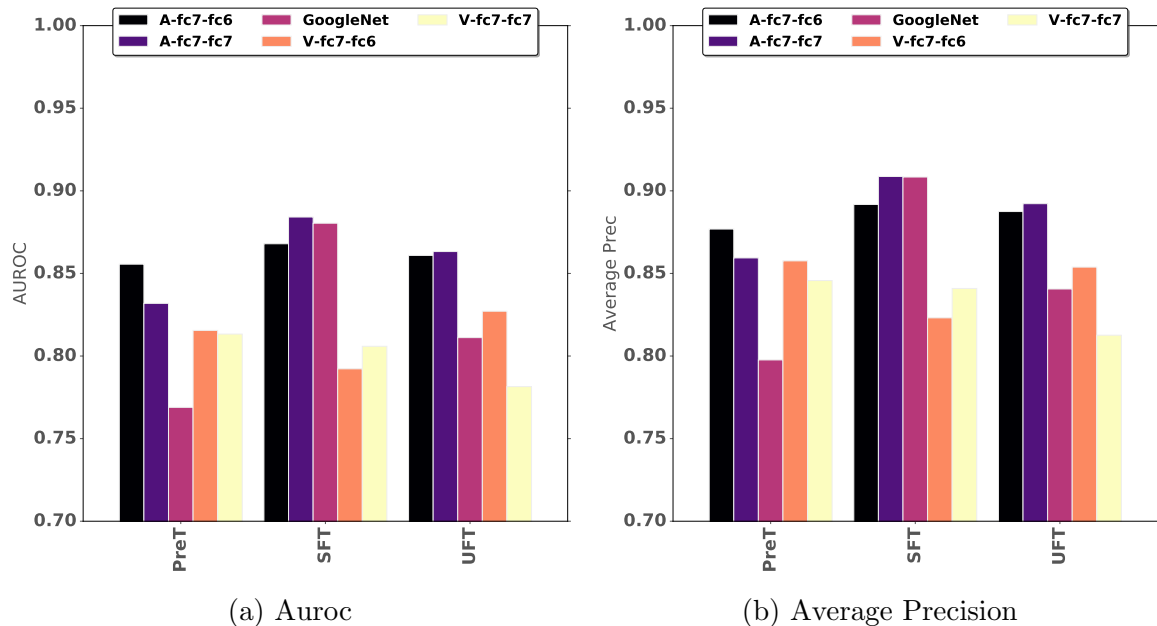 A-fc7-fc6 GoogleNet V-fc7-fc7
A-fc7-fc7 V-fc7-fc6
1.00
0.95
0.90
0.85
0.80
0.75
0.70
AUROC
PreT SFT UFT
(a) Auroc
A-fc7-fc6 GoogleNet V-fc7-fc7
A-fc7-fc7 V-fc7-fc6
1.00
0.95
0.90
0.85
0.80
0.75
0.70
Average Prec
PreT SFT UFT
(b) Average Precision